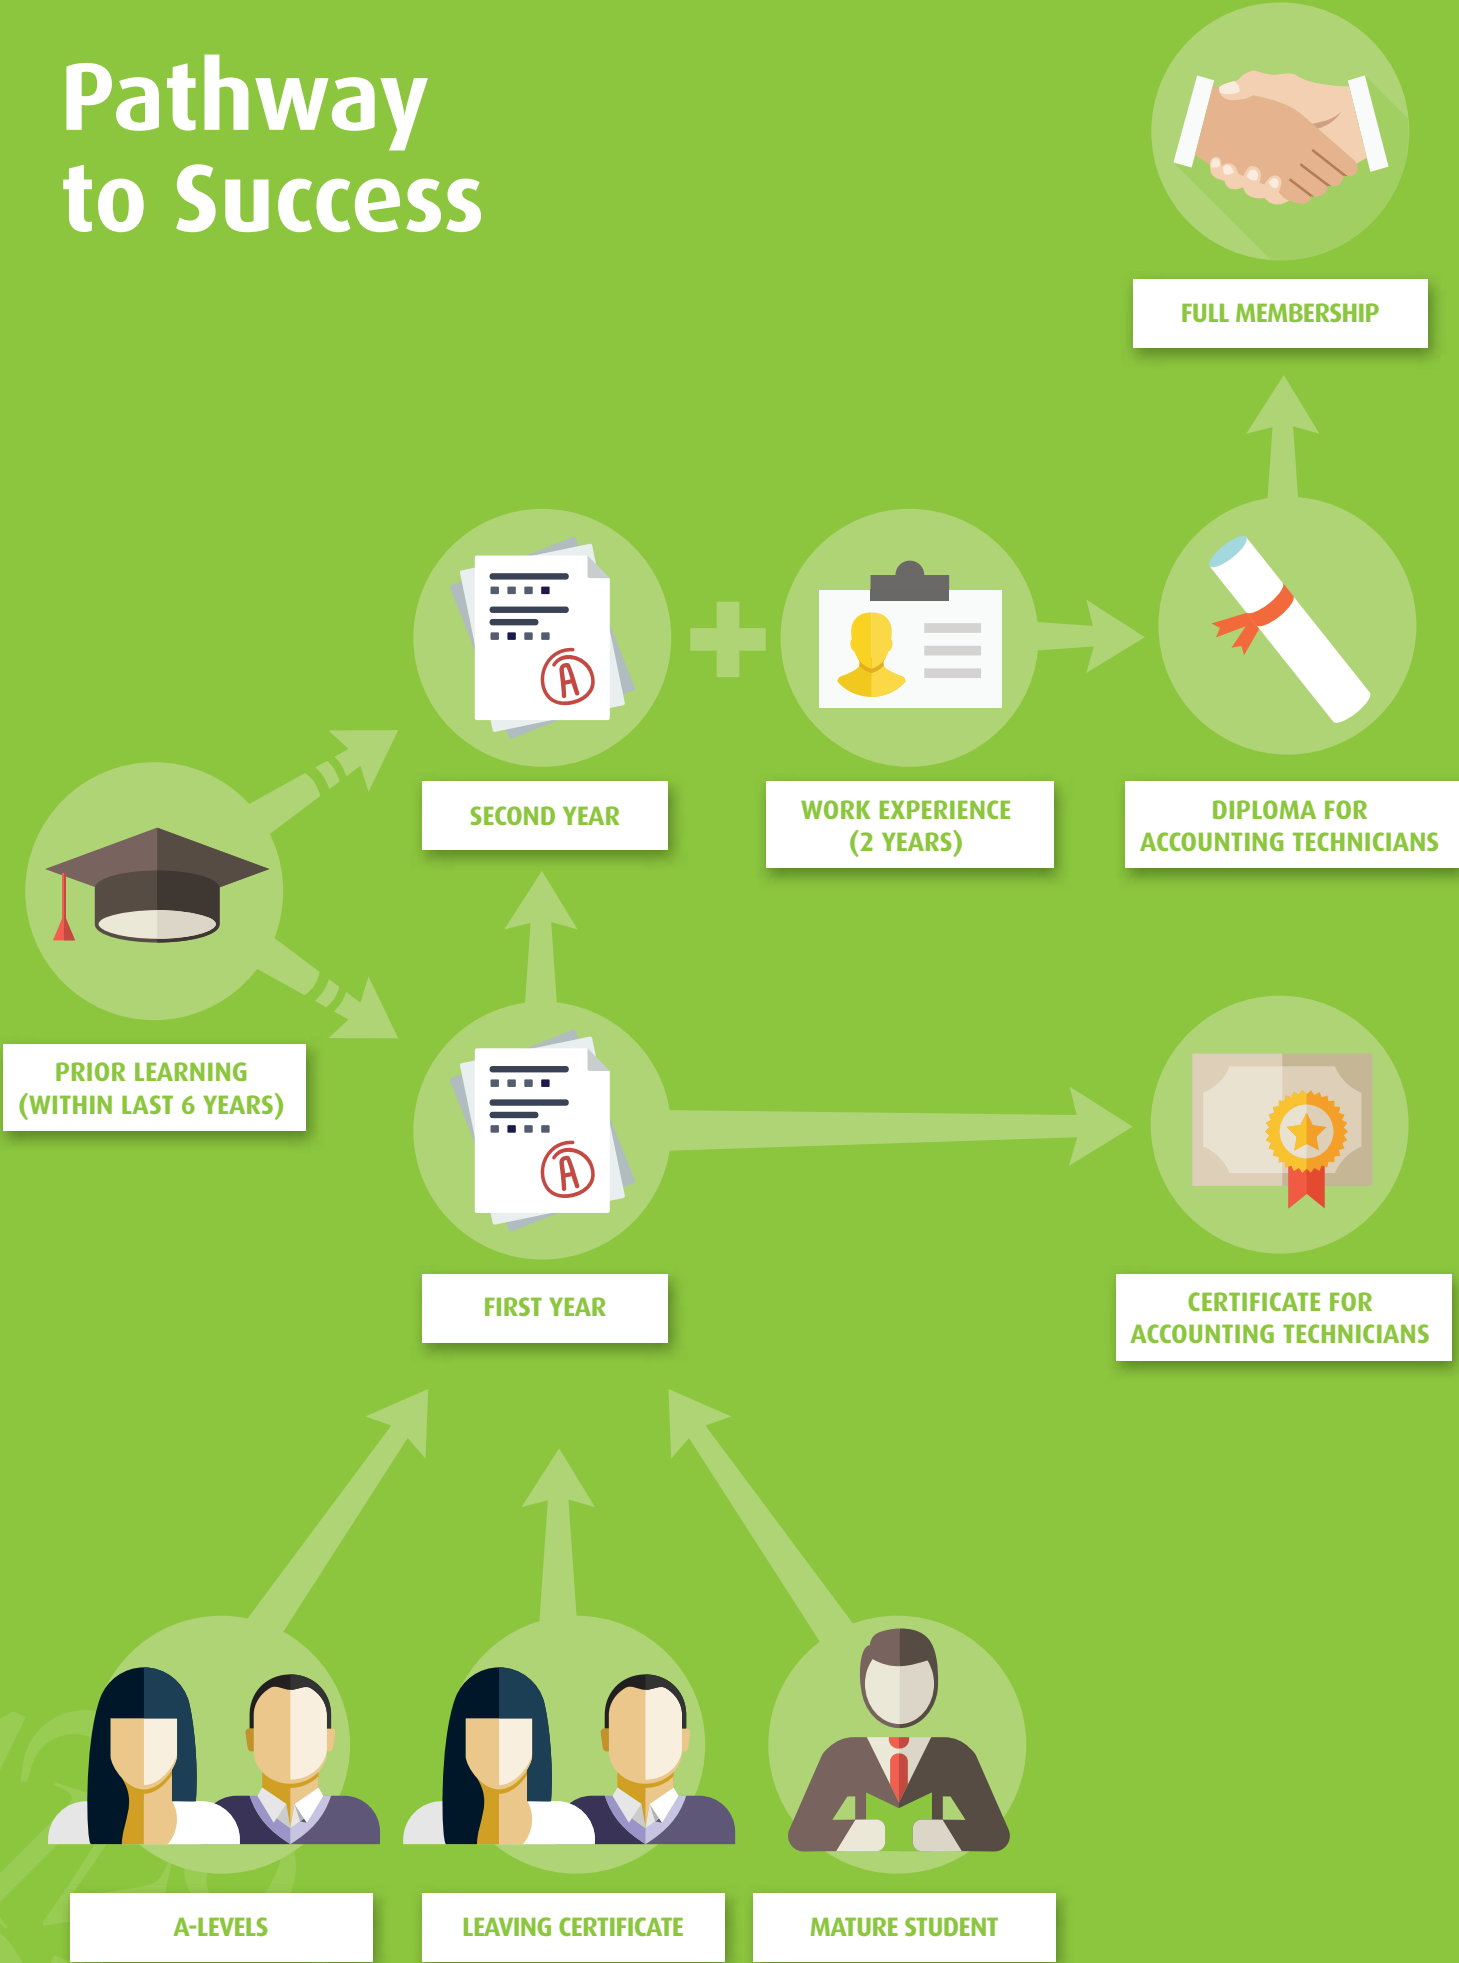 Pathway
to Success
FULL MEMBERSHIP
SECOND YEAR
WORK EXPERIENCE
(2 YEARS)
DIPLOMA FOR
ACCOUNTING TECHNICIANS
PRIOR LEARNING
(WITHIN LAST 6 YEARS)
FIRST YEAR
CERTIFICATE FOR
ACCOUNTING TECHNICIANS
A-LEVELS
LEAVING CERTIFICATE
MATURE STUDENT
A
A